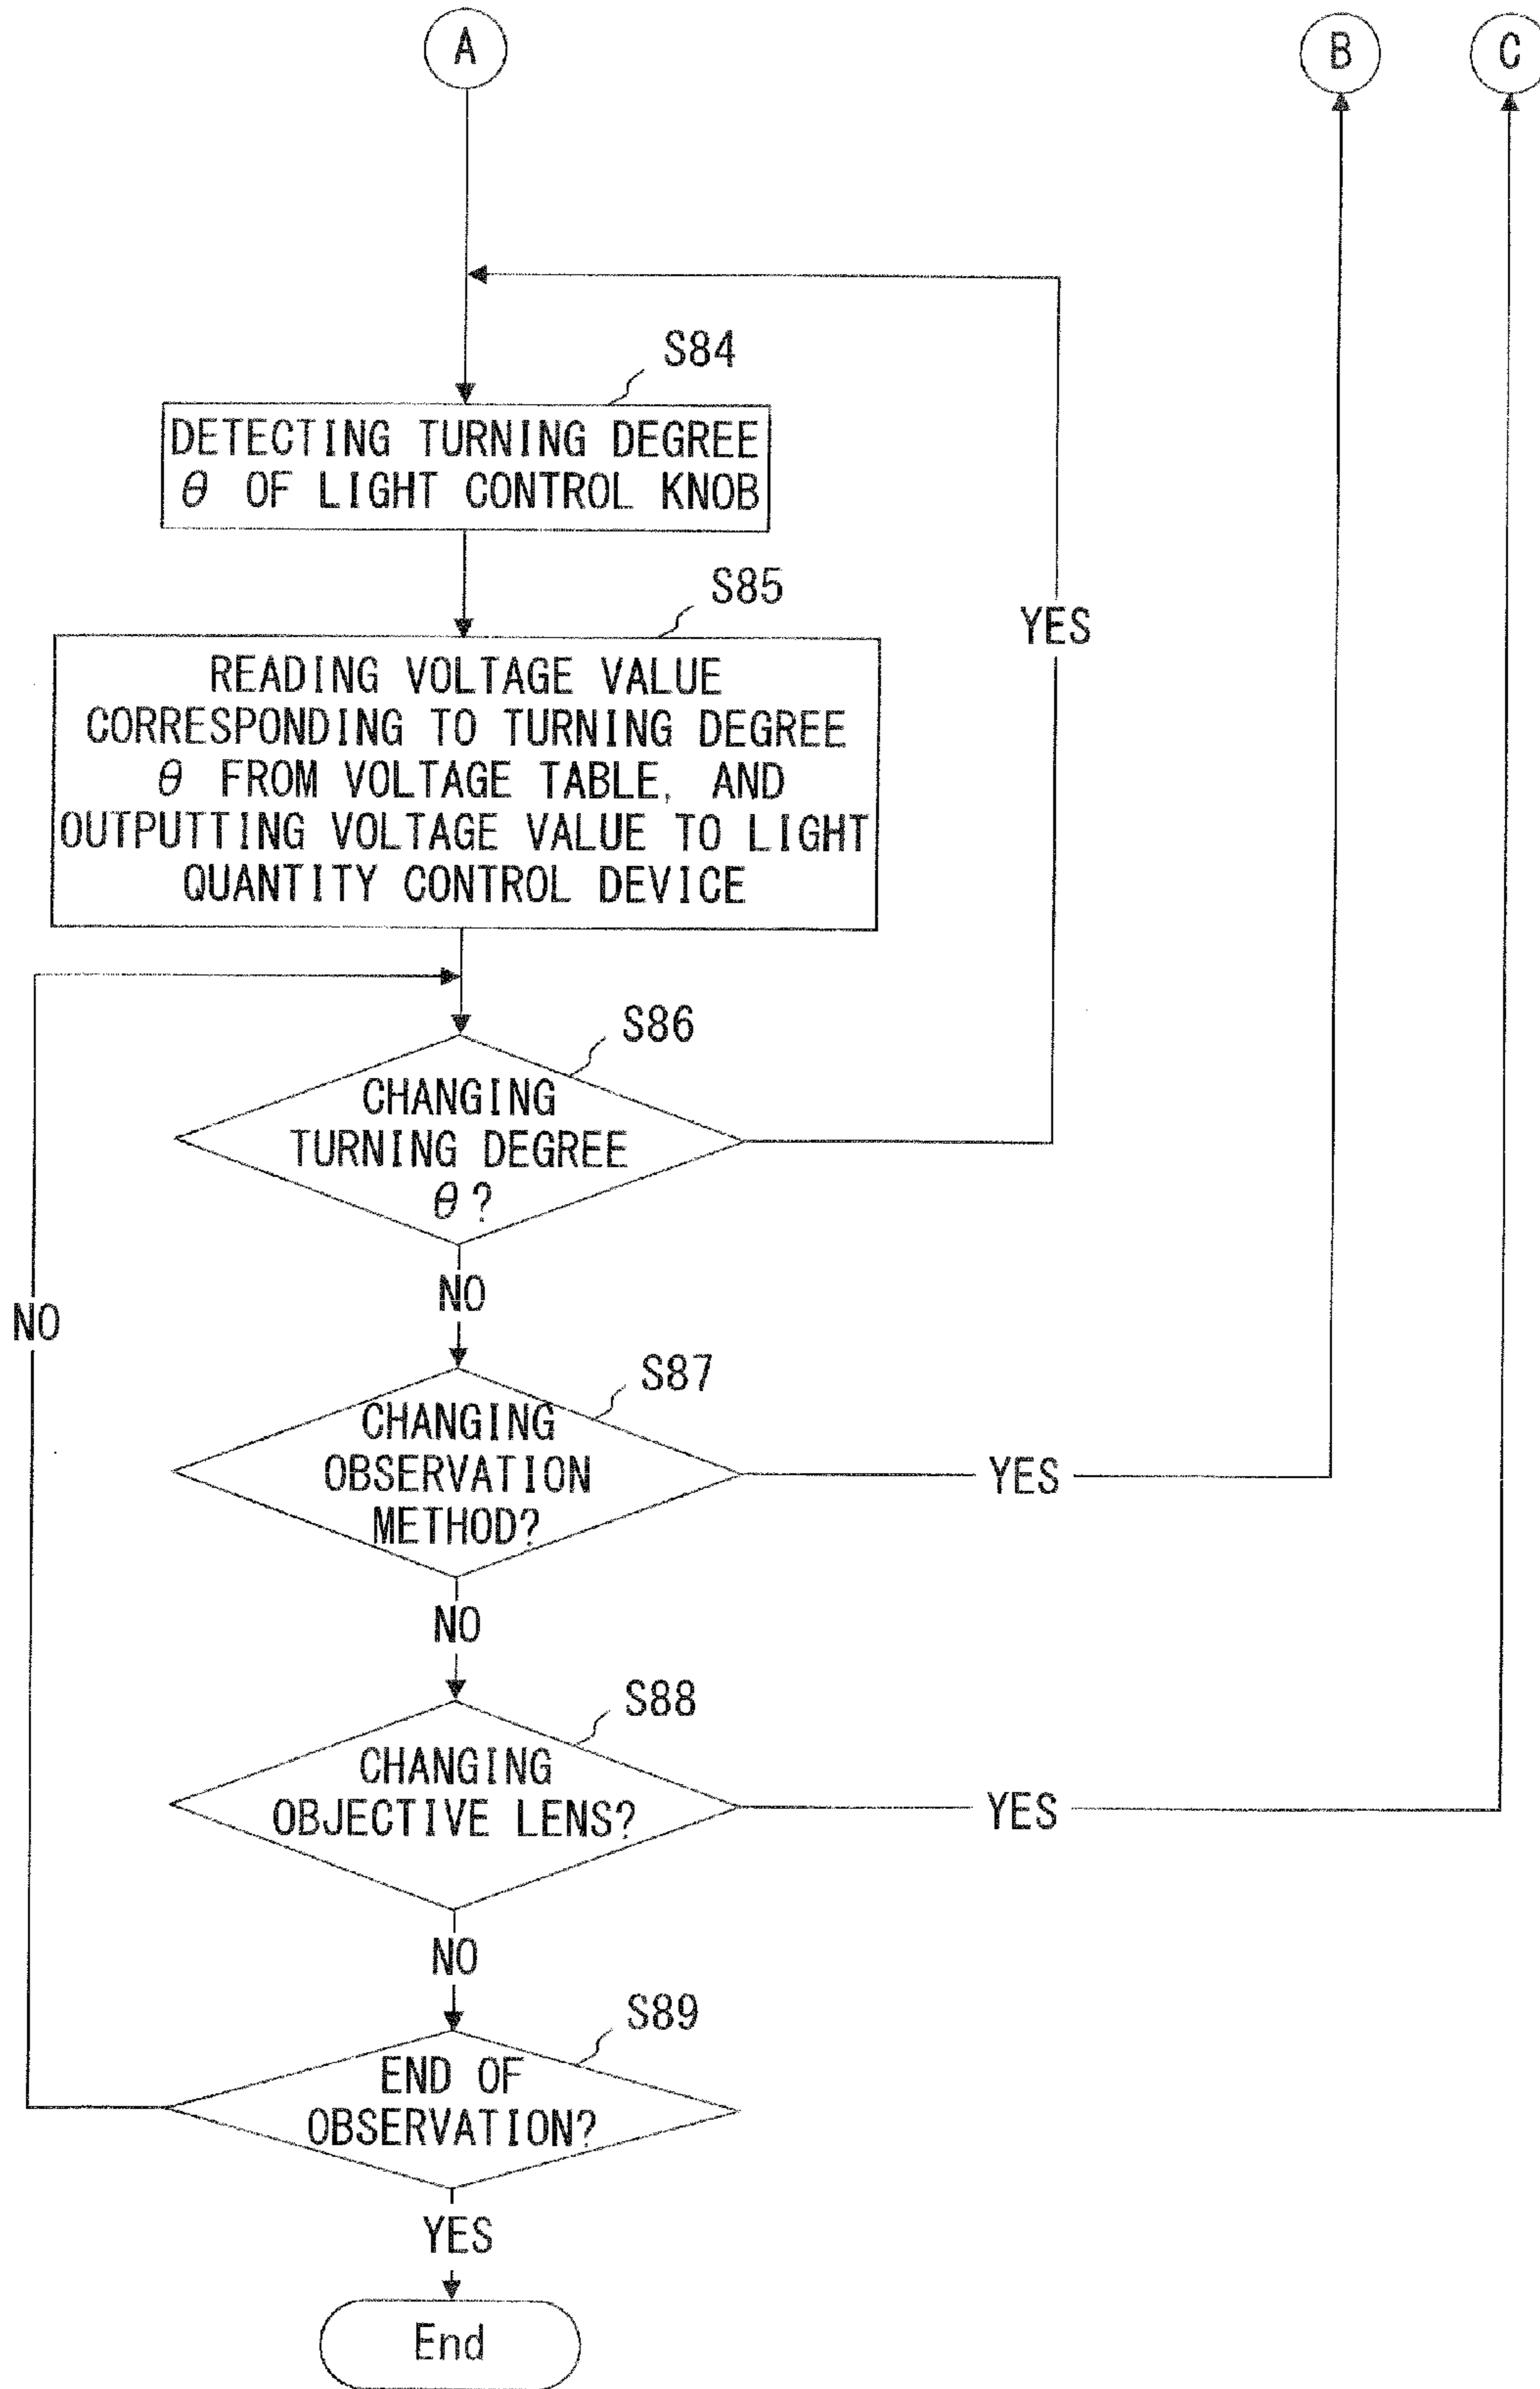 A
B
C
S84
DETECTING TURNING DEGREE
θ OF LIGHT CONTROL KNOB
S85
READING VOLTAGE VALUE
CORRESPONDING TO TURNING DEGREE
θ FROM VOLTAGE TABLE, AND
OUTPUTTING VOLTAGE VALUE TO LIGHT
QUANTITY CONTROL DEVICE
YES
S86
CHANGING
TURNING DEGREE
θ?
NO
NO
S87
CHANGING
OBSERVATION
METHOD?
YES
NO
S88
CHANGING
OBJECTIVE LENS?
YES
NO
S89
END OF
OBSERVATION?
YES
End